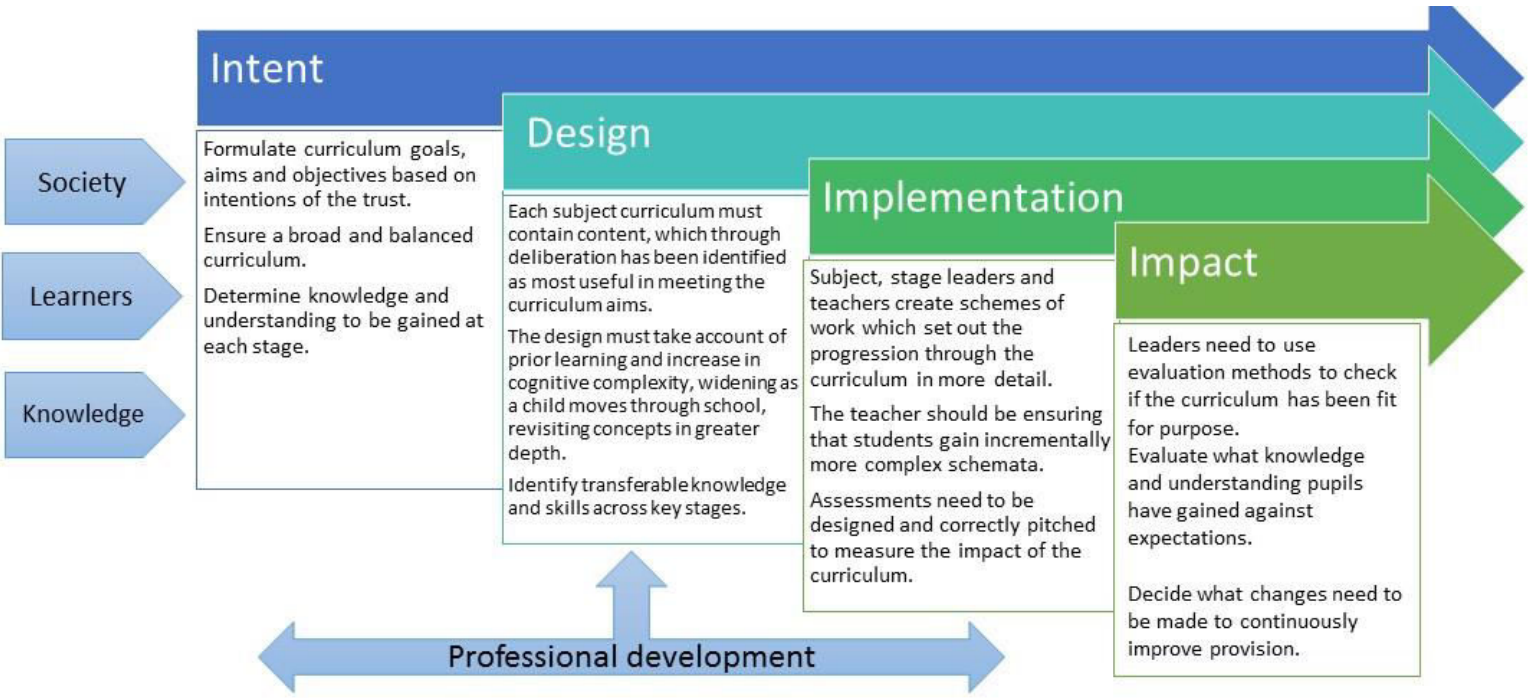 Intent
Society
Learners
Knowledge
Formulate curriculum goals,
aims and objectives based on
intentions of the trust.
Ensure a broad and balanced
curriculum.
Determine knowledge and
understanding to be gained at
each stage.
Design
Each subject curriculum must
contain content, which through
deliberation has been identified
as most useful in meeting the
curriculum aims.
The design must take account of
prior learning and increase in
cognitive complexity, widening as
a child moves through school,
revisiting concepts in greater
depth.
Identify transferable knowledge
and skills across key stages.
Implementation
Subject, stage leaders and
teachers create schemes of
work which set out the
progression through the
curriculum in more detail.
The teacher should be ensuring
that students gain incrementally
more complex schemata.
Assessments need to be
designed and correctly pitched
to measure the impact of the
curriculum.
Impact
Leaders need to use
evaluation methods to check
if the curriculum has been fit
for purpose.
Evaluate what knowledge
and understanding pupils
have gained against
expectations.
Decide what changes need to
be made to continuously
improve provision.
Professional development